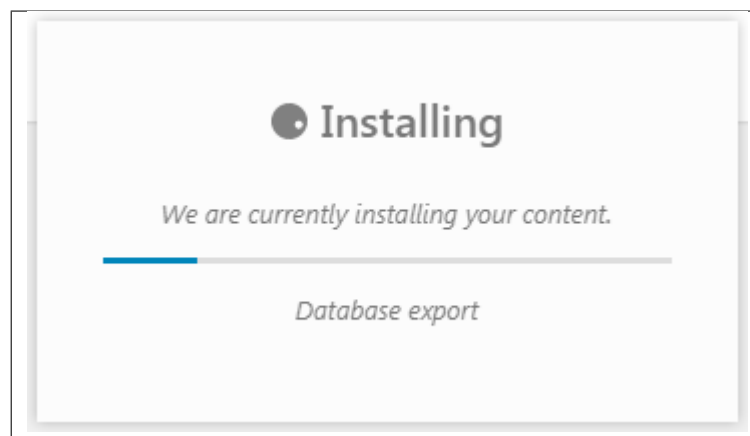 Installing
We are currently installing your content.
Database export